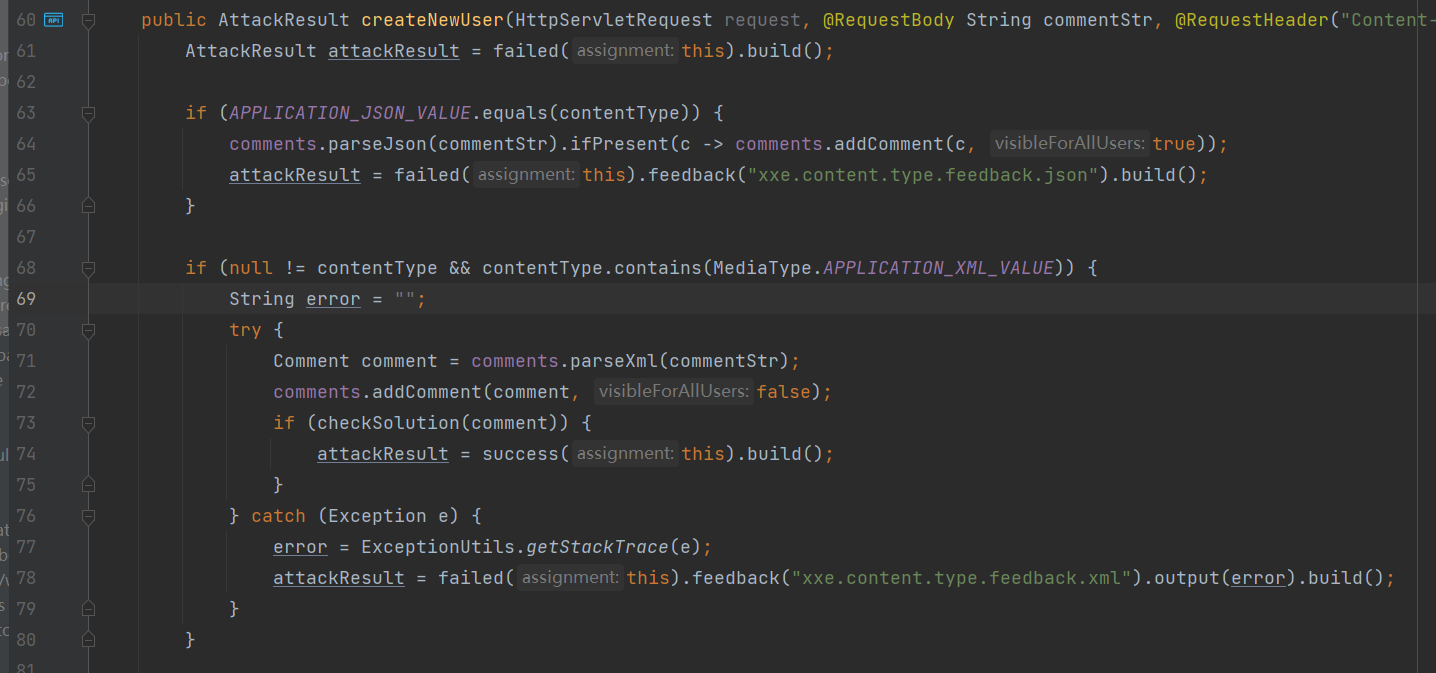 60 API public AttackResult createNewUser(HttpServletRequest request, @RequestBody String commentStr, @RequestHeader("Content-
61 AttackResult attackResult = failed( assignment: this).build();
62
63 if (APPLICATION_JSON_VALUE.equals(contentType)) {
64 comments.parseJson(commentStr).ifPresent(c -> comments.addComment(c, visibleForAllUsers: true));
65 attackResult = failed( assignment: this).feedback("xxe.content.type.feedback.json").build();
66 }
67
68 if (null != contentType && contentType.contains(MediaType.APPLICATION_XML_VALUE)) {
69 String error = "";
70 try {
71 Comment comment = comments.parseXml(commentStr);
72 comments.addComment(comment, visibleForAllUsers: false);
73 if (checkSolution(comment)) {
74 attackResult = success( assignment: this).build();
75 }
76 } catch (Exception e) {
77 error = ExceptionUtils.getStackTrace(e);
78 attackResult = failed( assignment: this).feedback("xxe.content.type.feedback.xml").output(error).build();
79 }
80 }
81